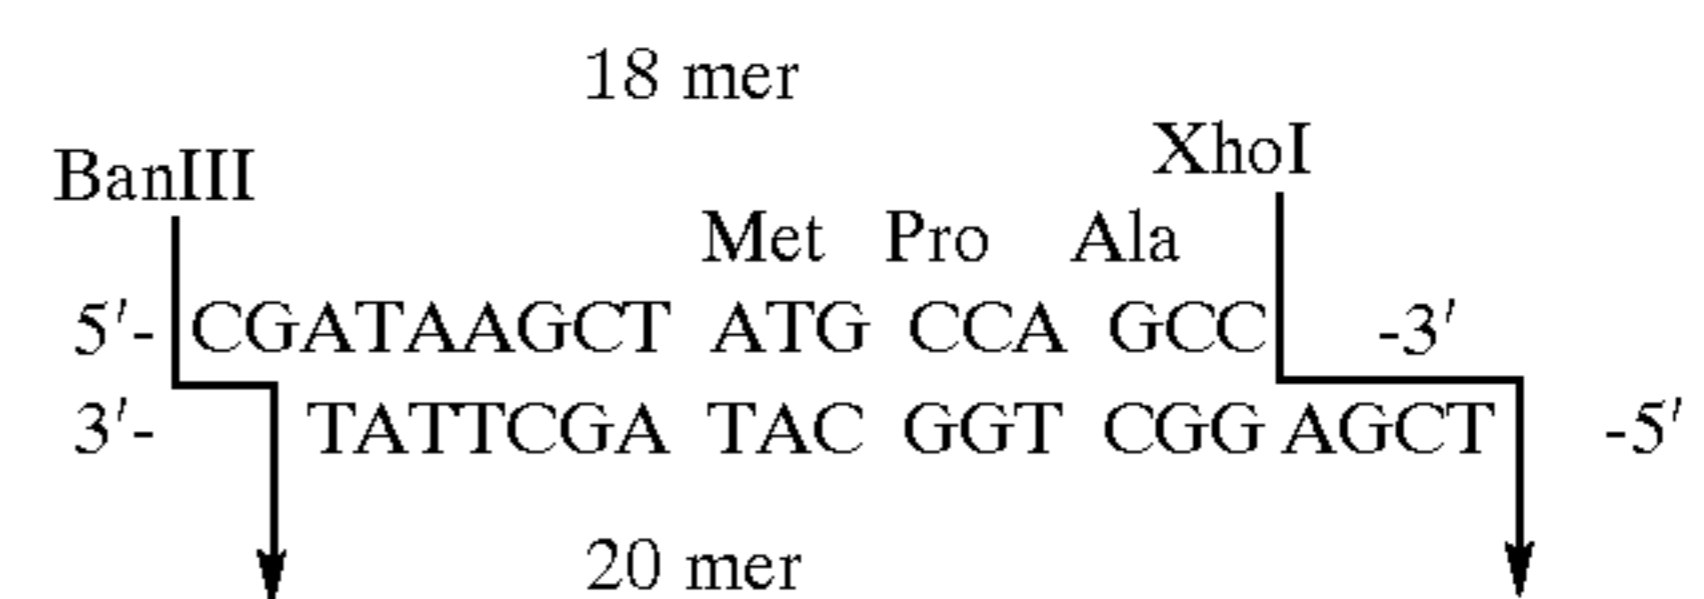 18 mer
BanIII XhoI
Met Pro Ala
5′- CGATAAGCT ATG CCA GCC -3′
3′- TATTCGA TAC GGT CGG AGCT -5′
20 mer